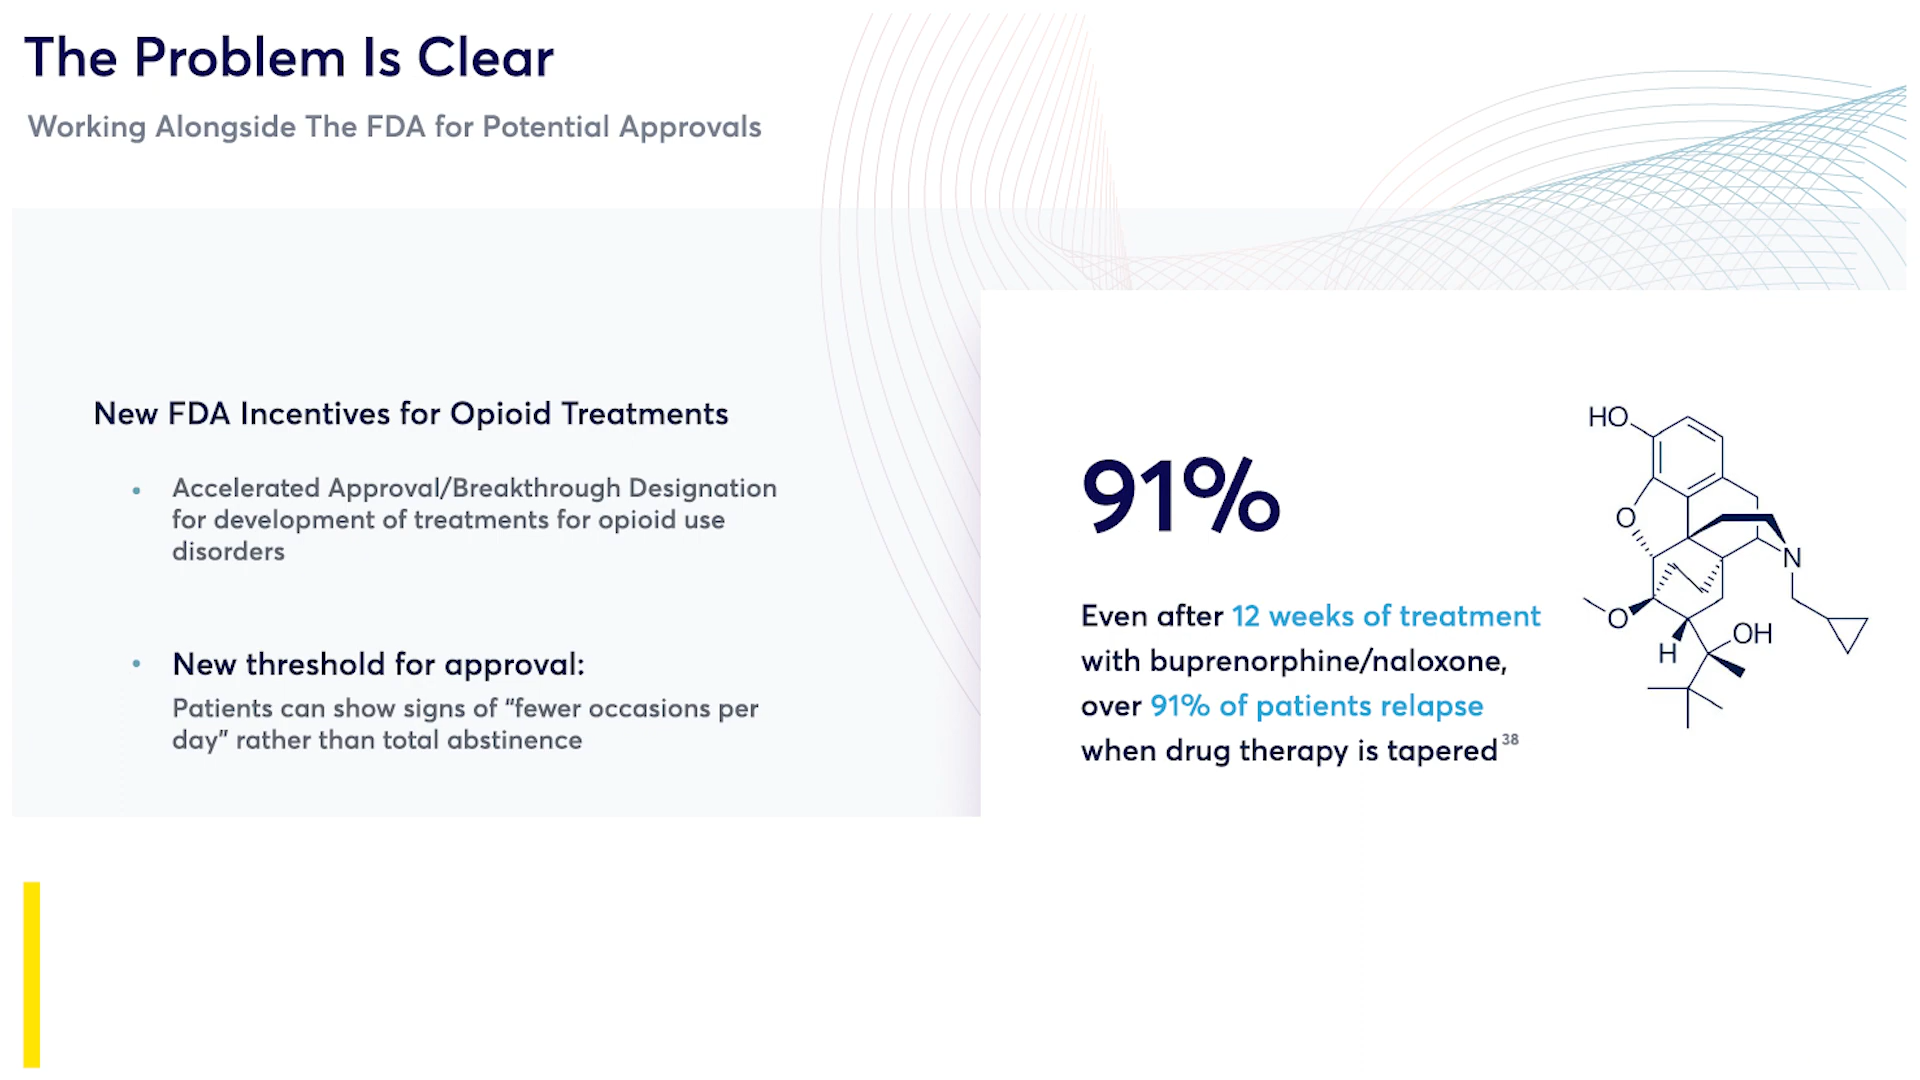 The Problem Is Clear
Working Alongside The FDA for Potential Approvals
New FDA Incentives for Opioid Treatments
• Accelerated Approval/Breakthrough Designation
for development of treatments for opioid use
disorders
• New threshold for approval:
Patients can show signs of “fewer occasions per
day” rather than total abstinence
91%
Even after 12 weeks of treatment
with buprenorphine/naloxone,
over 91% of patients relapse
when drug therapy is tapered38
HO
O
N
O
OH
H